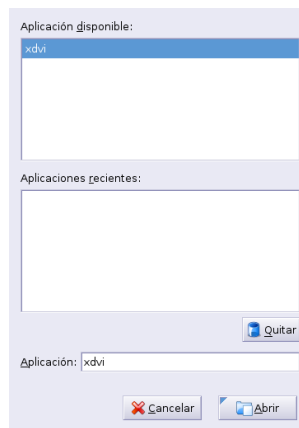 Aplicación disponible:
xdvi
Aplicaciones recientes:
Quitar
Aplicación: xdvi
Cancelar Abrir